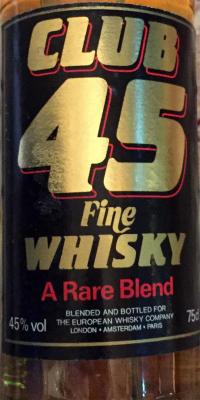 CLUB
45
Fine
WHISKY
A Rare Blend
BLENDED AND BOTTLED FOR
45% vol THE EUROPEAN WHISKY COMPANY 75cl
LONDON • AMSTERDAM • PARIS